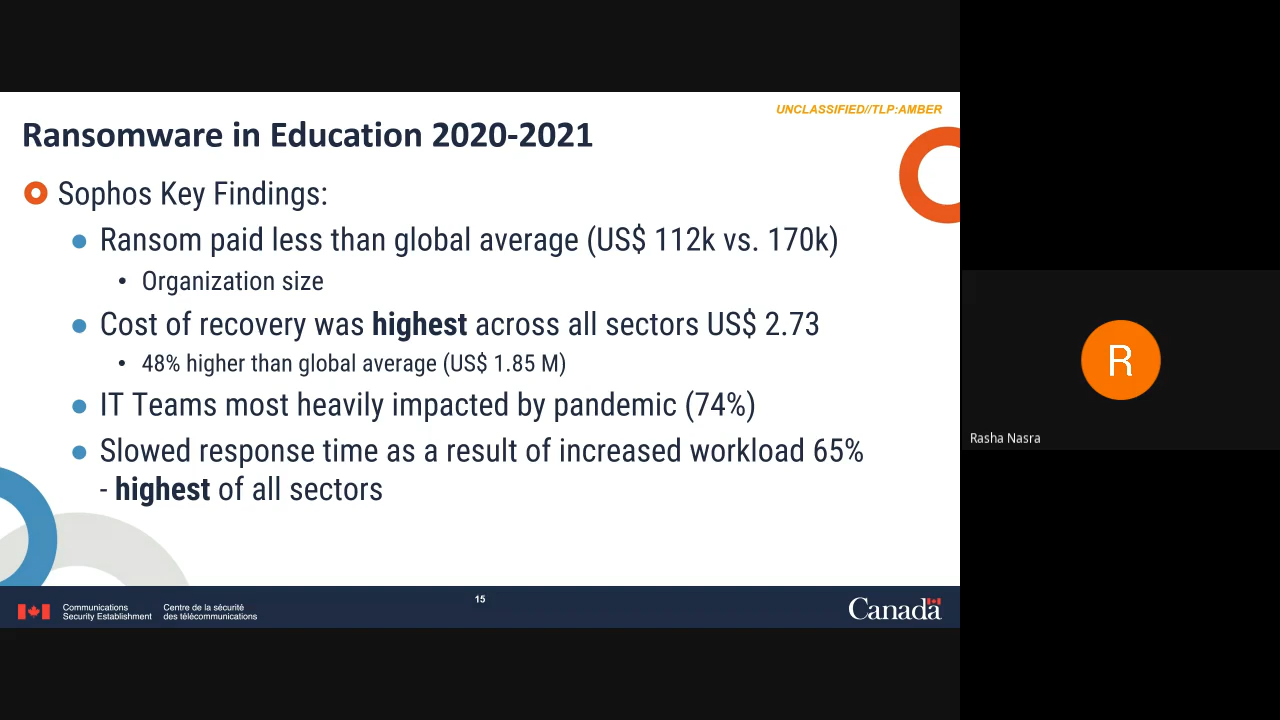 UNCLASSIFIED//TLP:AMBER
Ransomware in Education 2020-2021
Sophos Key Findings:
Ransom paid less than global average (US$ 112k vs. 170k)
Organization size
Cost of recovery was highest across all sectors US$ 2.73
48% higher than global average (US$ 1.85 M)
IT Teams most heavily impacted by pandemic (74%)
Slowed response time as a result of increased workload 65%
- highest of all sectors
Communications
Security Establishment
Centre de la sécurité
des télécommunications
15
Canada
R
Rasha Nasra